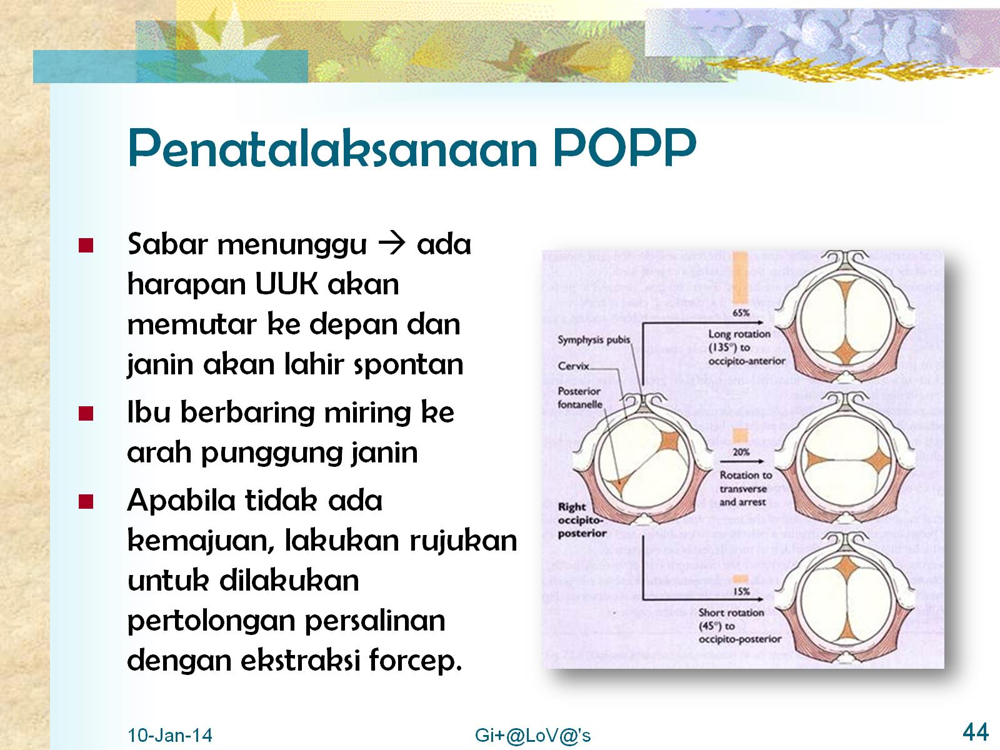 Penatalaksanaan POPP
Sabar menunggu → ada
harapan UUK akan
memutar ke depan dan
janin akan lahir spontan
Ibu berbaring miring ke
arah punggung janin
Apabila tidak ada
kemajuan, lakukan rujukan
untuk dilakukan
pertolongan persalinan
dengan ekstraksi forcep.
65%
Long rotation
(135°) to
occipito-anterior
Symphysis pubis
Cervix
Posterior
fontanelle
Right
occipito-
posterior
20%
Rotation to
transverse
and arrest
15%
Short rotation
(45°) to
occipito-posterior
10-Jan-14
Gi+@LoV@'s
44